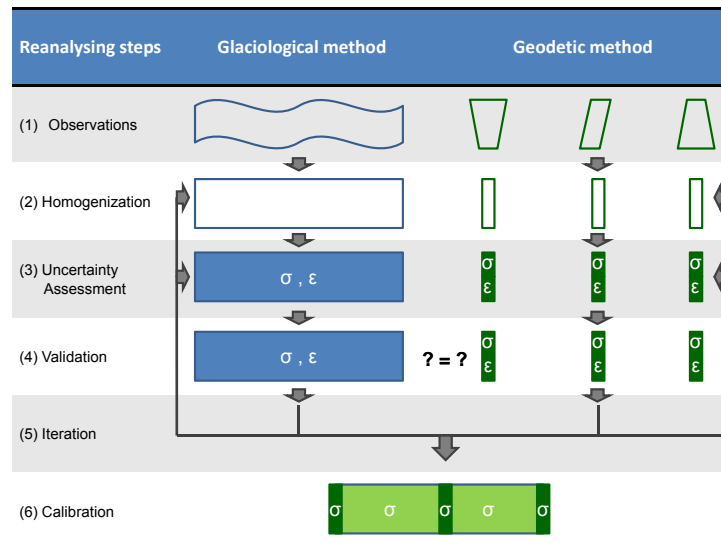 Reanalysing steps Glaciological method Geodetic method
(1) Observations
(2) Homogenization
(3) Uncertainty
Assessment
σ , ε
σ σ σ
ε ε ε
(4) Validation
σ , ε
? = ?
σ σ σ
ε ε ε
(5) Iteration
(6) Calibration
σ σ σ σ σ